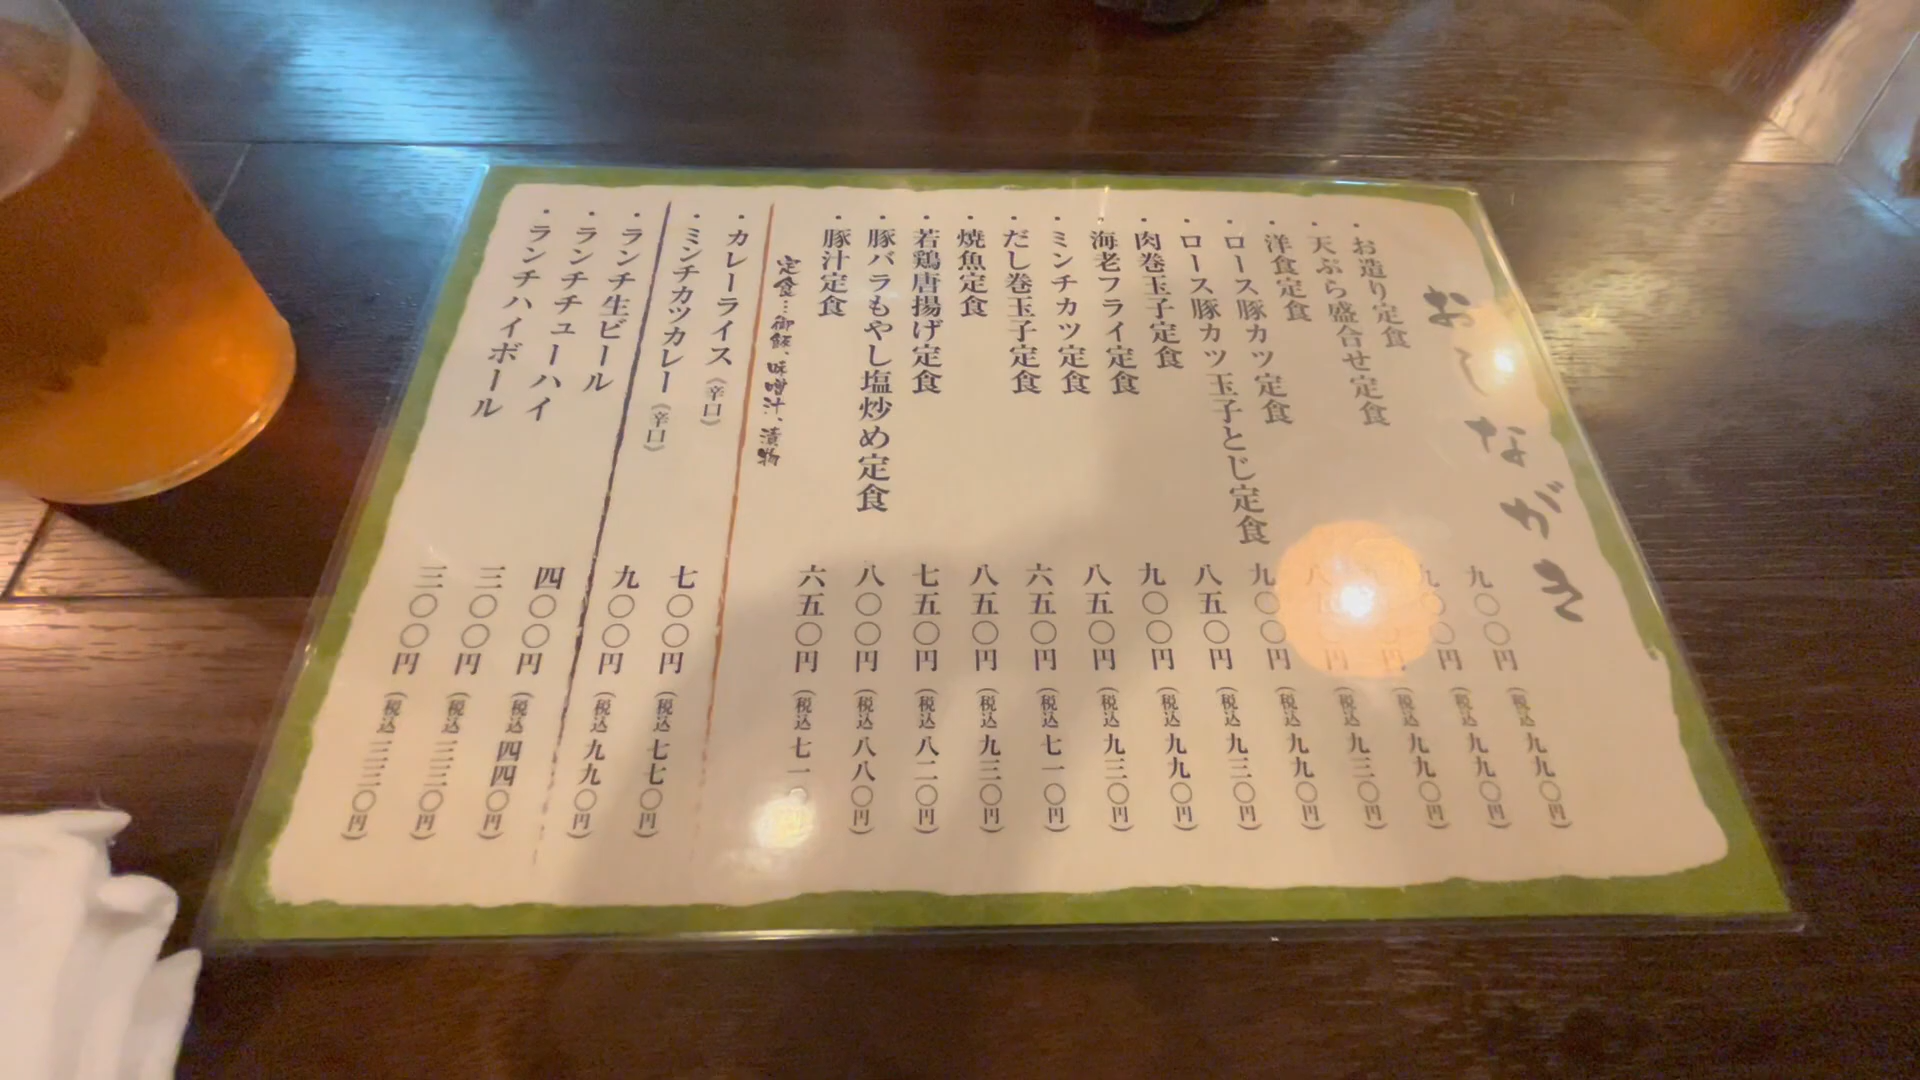 おしながき
・お造り定食 九〇〇円（税込 九九〇円）
・天ぷら盛合せ定食 九〇〇円（税込 九九〇円）
・洋食定食 円（税込 九九〇円）
・ロース豚カツ定食 八五〇円（税込 九三〇円）
・ロース豚カツ玉子とじ定食 九〇〇円（税込 九九〇円）
・肉巻玉子定食 八五〇円（税込 九三〇円）
・海老フライ定食 九〇〇円（税込 九九〇円）
・ミンチカツ定食 八五〇円（税込 九三〇円）
・だし巻玉子定食 六五〇円（税込 七一〇円）
・焼魚定食 八五〇円（税込 九三〇円）
・若鶏唐揚げ定食 七五〇円（税込 八二〇円）
・豚バラもやし塩炒め定食 八〇〇円（税込 八八〇円）
・豚汁定食 六五〇円（税込 七一〇円）
定食…御飯、味噌汁、漬物
・カレーライス《辛口》 七〇〇円（税込 七七〇円）
・ミンチカツカレー《辛口》 九〇〇円（税込 九九〇円）
・ランチ生ビール 四〇〇円（税込 四四〇円）
・ランチチューハイ 三〇〇円（税込 三三〇円）
・ランチハイボール 三〇〇円（税込 三三〇円）